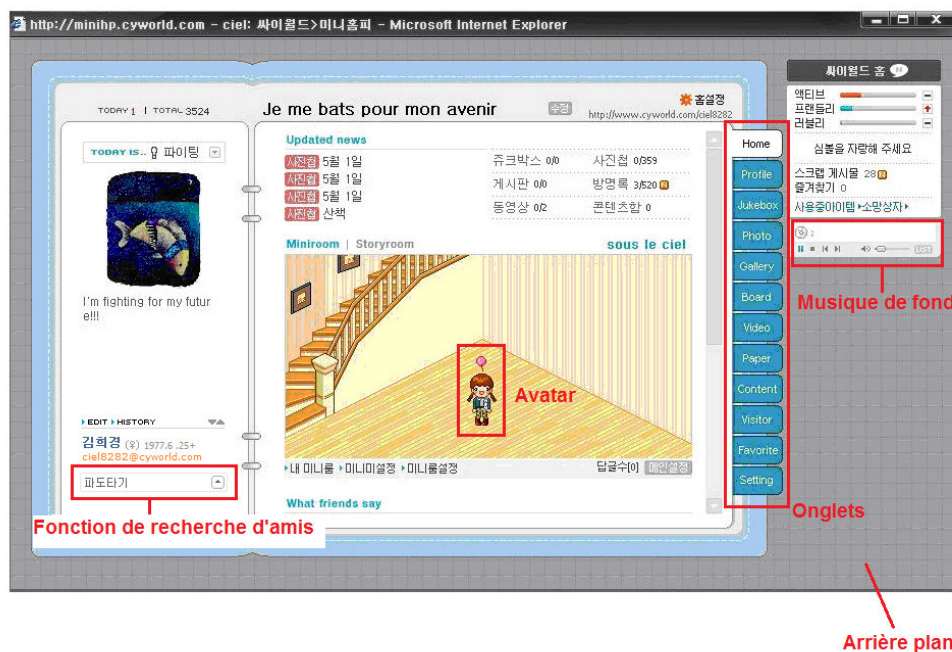 http://minihp.cyworld.com - ciel: 싸이월드>미니홈피 - Microsoft Internet Explorer
TODAY 1 | TOTAL 3524
Je me bats pour mon avenir
수정
홈설정
http://www.cyworld.com/ciel8282
TODAY IS.. 파이팅
I'm fighting for my futur
e!!!
EDIT HISTORY
김희경 (우) 1977.6.25+
ciel8282@cyworld.com
파도타기
Fonction de recherche d'amis
Updated news
사진첩 5월 1일
사진첩 5월 1일
사진첩 5월 1일
사진첩 산책
쥬크박스 0/0 사진첩 0/359
게시판 0/0 방명록 3/520
동영상 0/2 콘텐츠함 0
Miniroom | Storyroom
sous le ciel
Avatar
내 미니룸 미니미설정 미니룸설정
답글수[0] 메인설정
What friends say
Home
Profile
Jukebox
Photo
Gallery
Board
Video
Paper
Content
Visitor
Favorite
Setting
Onglets
싸이월드 홈
액티브
프랜들리
러블리
심볼을 자랑해 주세요
스크랩 게시물 28
즐겨찾기 0
사용중아이템 소망상자
LIST
Musique de fond
Arrière plan